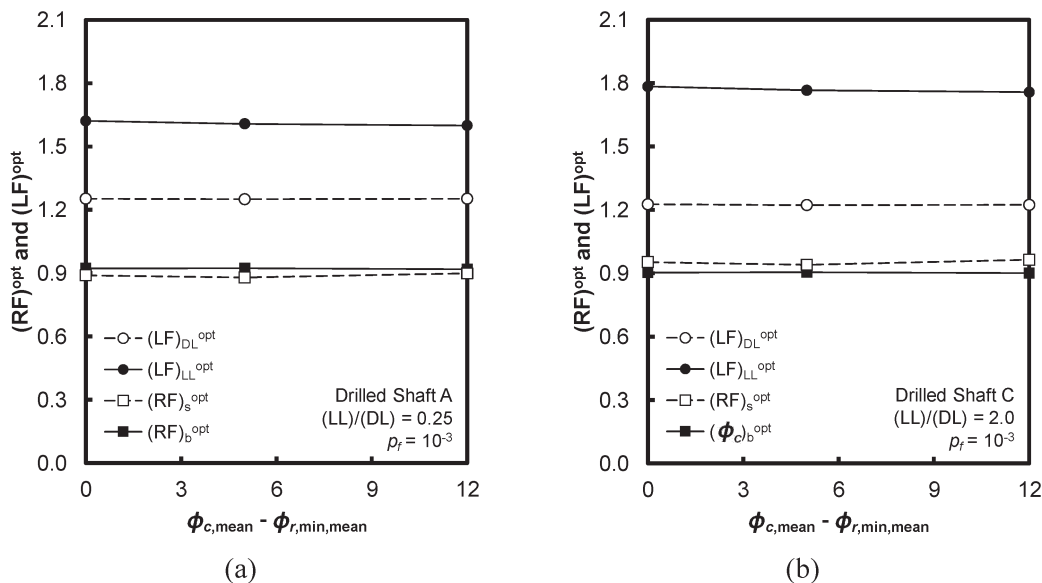 (RF)ᵒᵖᵗ and (LF)ᵒᵖᵗ
2.1
1.8
1.5
1.2
0.9
0.6
0.3
0.0
(LF)DLᵒᵖᵗ
(LF)LLᵒᵖᵗ
(RF)sᵒᵖᵗ
(RF)bᵒᵖᵗ
Drilled Shaft A
(LL)/(DL) = 0.25
pf = 10⁻³
0 3 6 9 12
ϕc,mean - ϕr,min,mean
(a)
(RF)ᵒᵖᵗ and (LF)ᵒᵖᵗ
2.1
1.8
1.5
1.2
0.9
0.6
0.3
0.0
(LF)DLᵒᵖᵗ
(LF)LLᵒᵖᵗ
(RF)sᵒᵖᵗ
(ϕc)bᵒᵖᵗ
Drilled Shaft C
(LL)/(DL) = 2.0
pf = 10⁻³
0 3 6 9 12
ϕc,mean - ϕr,min,mean
(b)